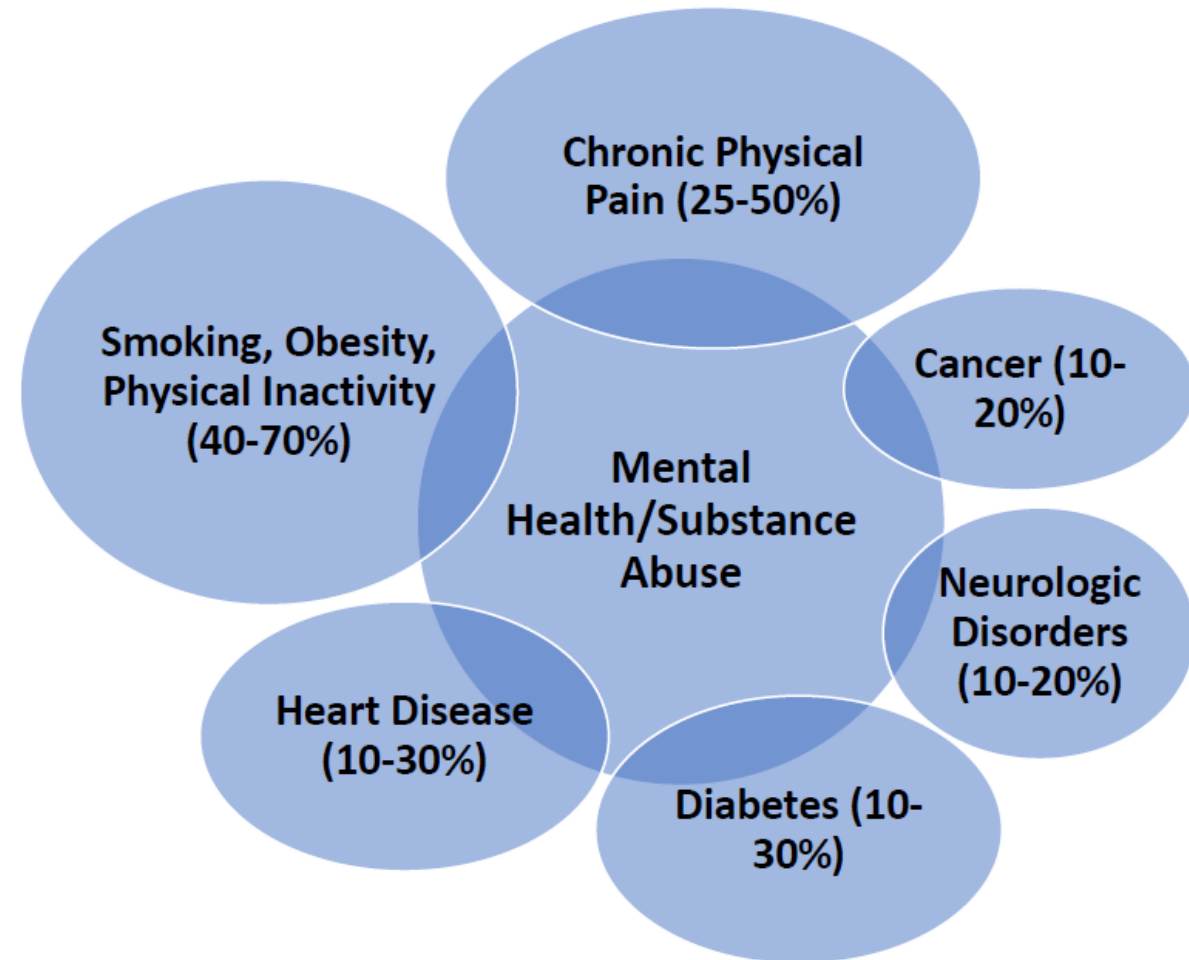 Chronic Physical
Pain (25-50%)
Smoking, Obesity,
Physical Inactivity
(40-70%)
Cancer (10-
20%)
Mental
Health/Substance
Abuse
Neurologic
Disorders
(10-20%)
Heart Disease
(10-30%)
Diabetes (10-
30%)